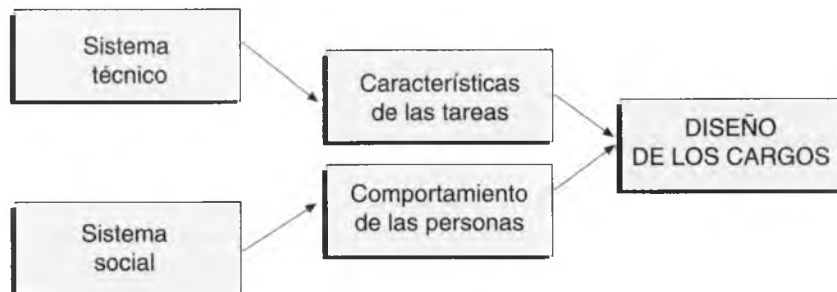 Sistema
técnico
Características
de las tareas
DISEÑO
DE LOS CARGOS
Comportamiento
de las personas
Sistema
social